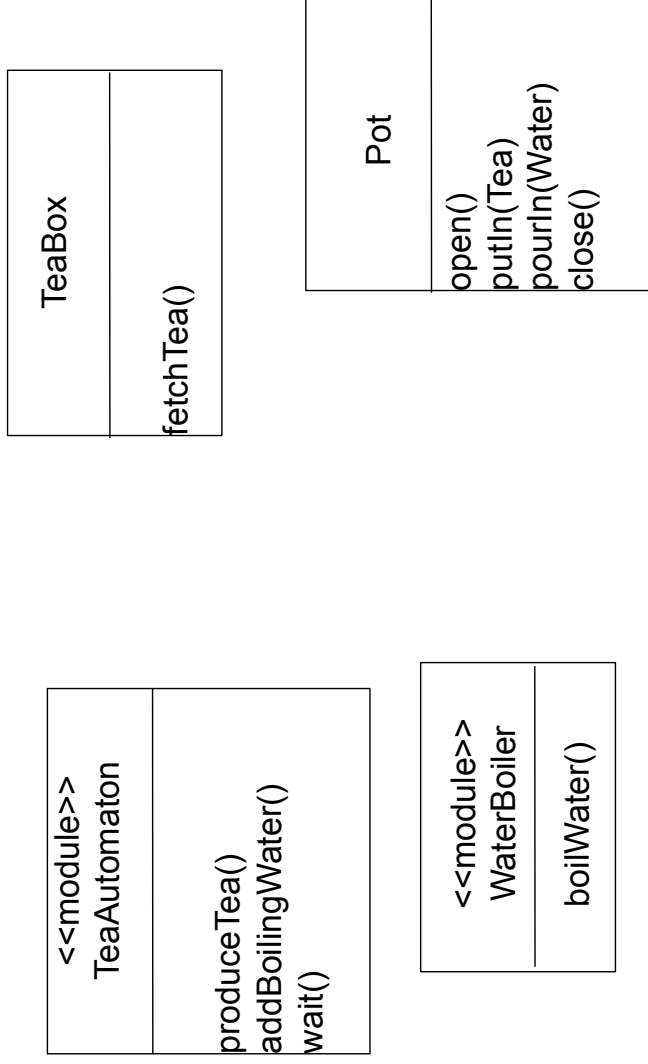 <<module>>
TeaAutomaton
produceTea()
addBoilingWater()
wait()
TeaBox
fetchTea()
<<module>>
WaterBoiler
boilWater()
Pot
open()
putIn(Tea)
pourIn(Water)
close()